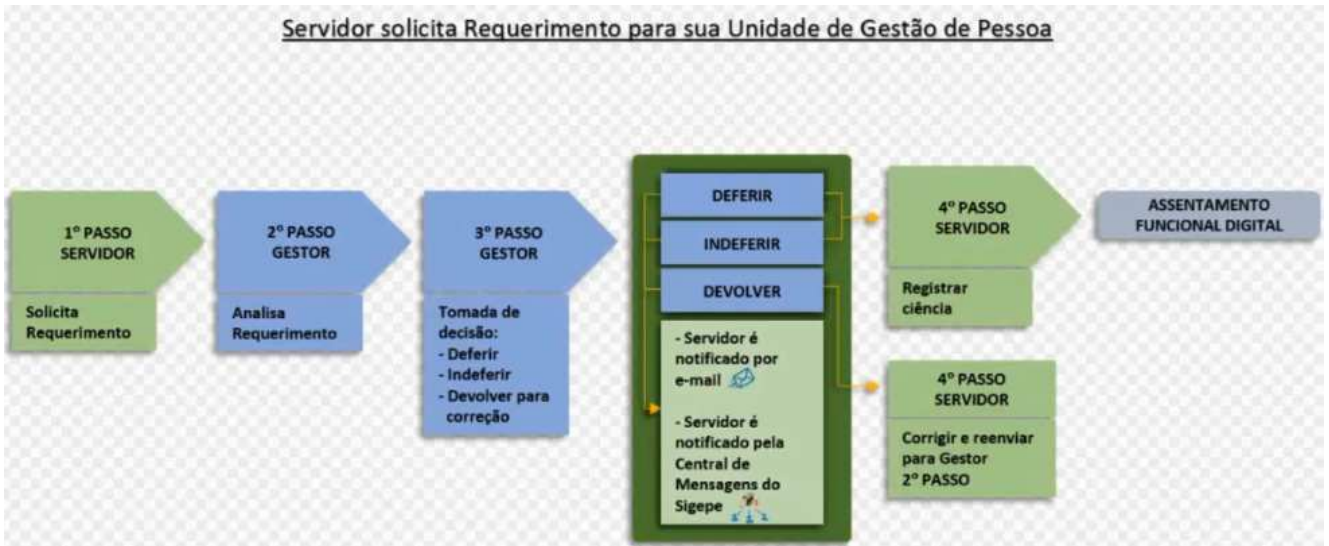 Servidor solicita Requerimento para sua Unidade de Gestão de Pessoa
1º PASSO
SERVIDOR
Solicita
Requerimento
2º PASSO
GESTOR
Analisa
Requerimento
3º PASSO
GESTOR
Tomada de
decisão:
- Deferir
- Indeferir
- Devolver para
correção
DEFERIR
INDEFERIR
DEVOLVER
- Servidor é
notificado por
e-mail
- Servidor é
notificado pela
Central de
Mensagens do
Sigepe
4º PASSO
SERVIDOR
Registrar
ciência
4º PASSO
SERVIDOR
Corrigir e reenviar
para Gestor
2º PASSO
ASSENTAMENTO
FUNCIONAL DIGITAL